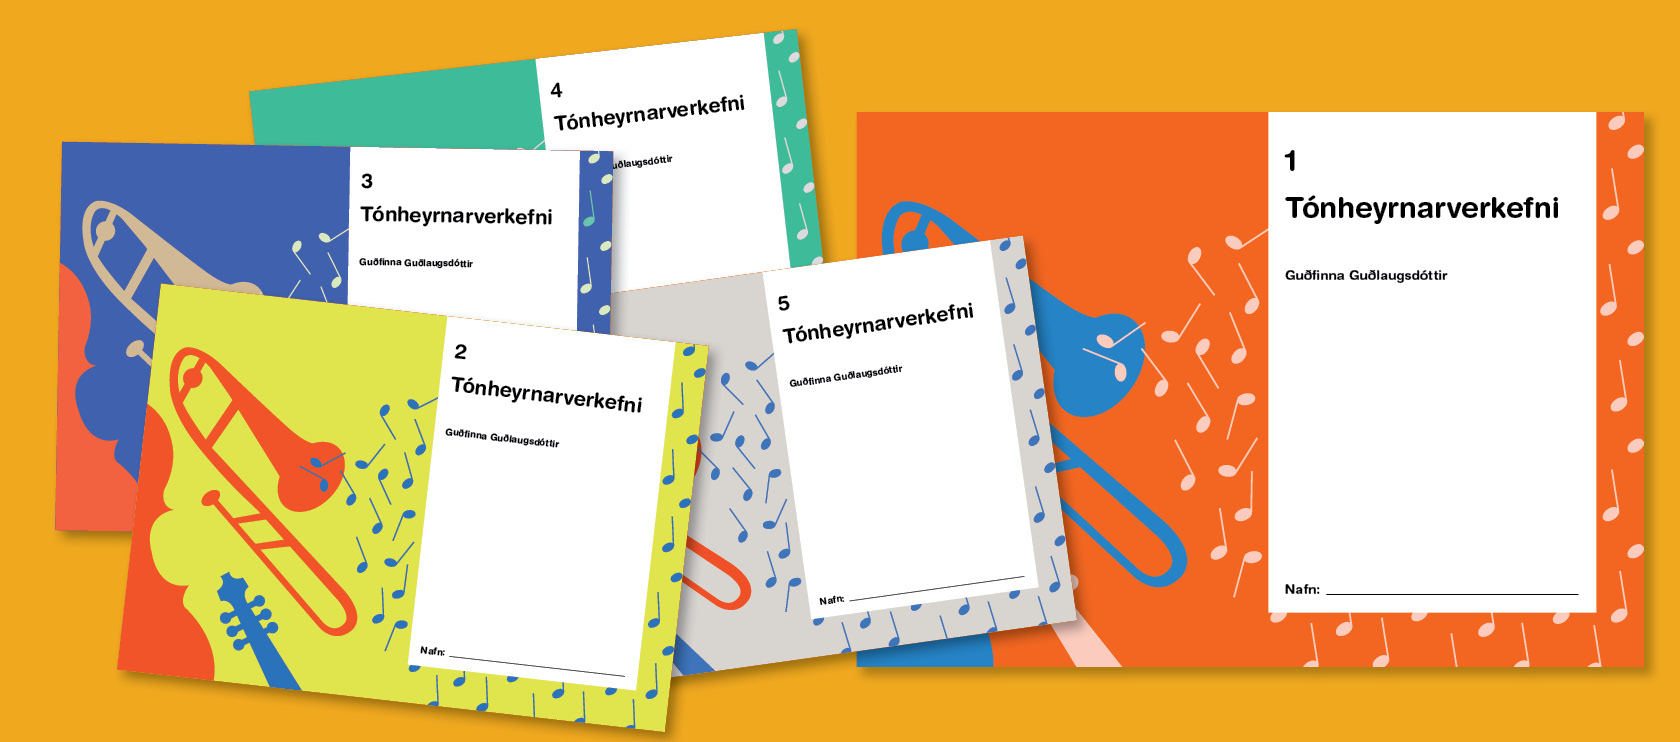 4
Tónheyrnarverkefni
uðlaugsdóttir
3
Tónheyrnarverkefni
Guðfinna Guðlaugsdóttir
2
Tónheyrnarverkefni
Guðfinna Guðlaugsdóttir
Nafn:
5
Tónheyrnarverkefni
Guðfinna Guðlaugsdóttir
Nafn:
1
Tónheyrnarverkefni
Guðfinna Guðlaugsdóttir
Nafn: